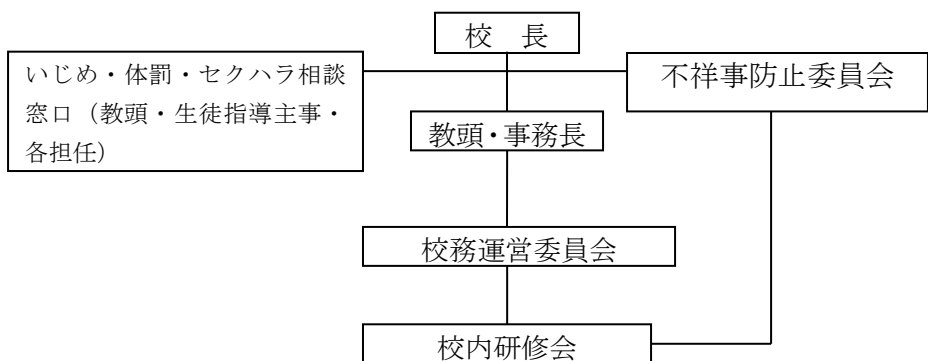 校　長
いじめ・体罰・セクハラ相談
窓口（教頭・生徒指導主事・
各担任）
不祥事防止委員会
教頭・事務長
校務運営委員会
校内研修会